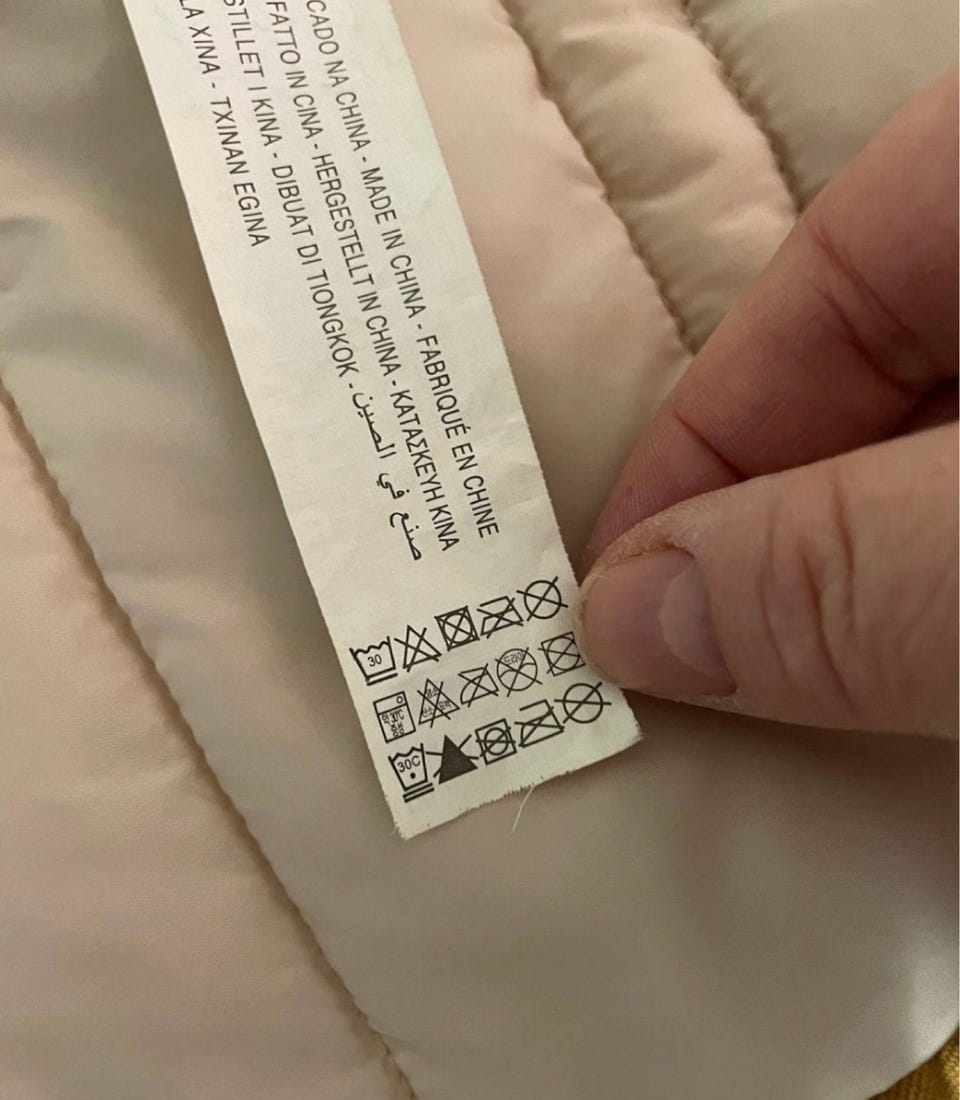 CADO NA CHINA - MADE IN CHINA - FABRIQUÉ EN CHINE
FATTO IN CINA - HERGESTELLT IN CHINA - ΚΑΤΑΣΚΕΥΗ ΚΙΝΑ
STILLET I KINA - DIBUAT DI TIONGKOK - صنع في الصين
LA XINA - TXINAN EGINA
30
30C